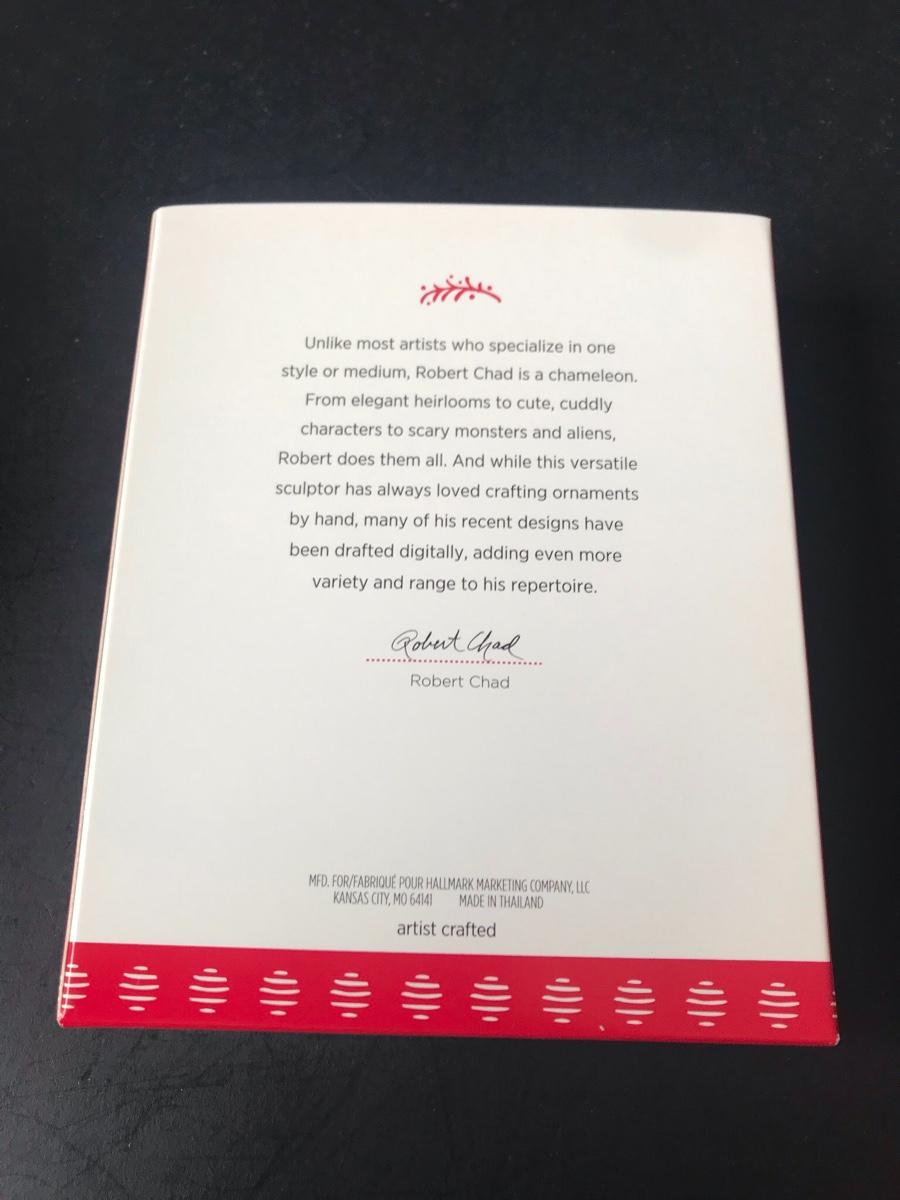 Unlike most artists who specialize in one
style or medium, Robert Chad is a chameleon.
From elegant heirlooms to cute, cuddly
characters to scary monsters and aliens,
Robert does them all. And while this versatile
sculptor has always loved crafting ornaments
by hand, many of his recent designs have
been drafted digitally, adding even more
variety and range to his repertoire.
Robert Chad
Robert Chad
MFD. FOR/FABRIQUÉ POUR HALLMARK MARKETING COMPANY, LLC
KANSAS CITY, MO 64141 MADE IN THAILAND
artist crafted